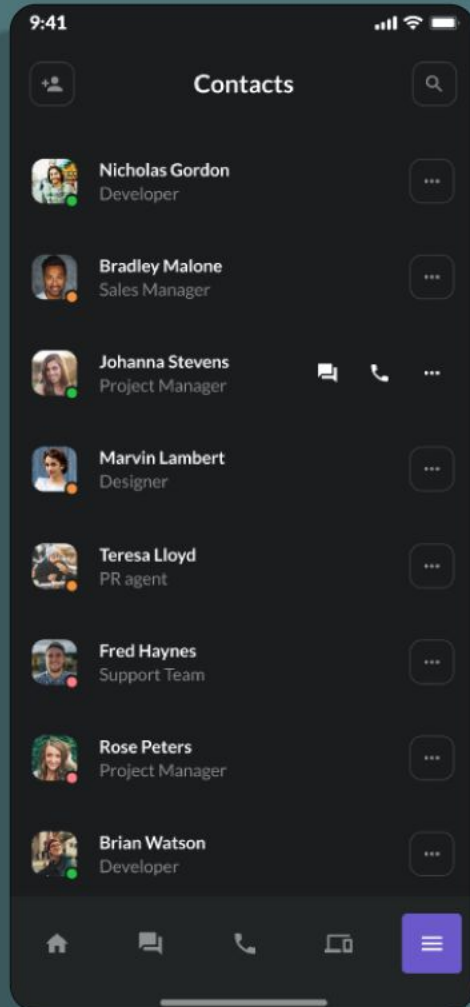 9:41
Contacts
Nicholas Gordon
Developer
Bradley Malone
Sales Manager
Johanna Stevens
Project Manager
Marvin Lambert
Designer
Teresa Lloyd
PR agent
Fred Haynes
Support Team
Rose Peters
Project Manager
Brian Watson
Developer